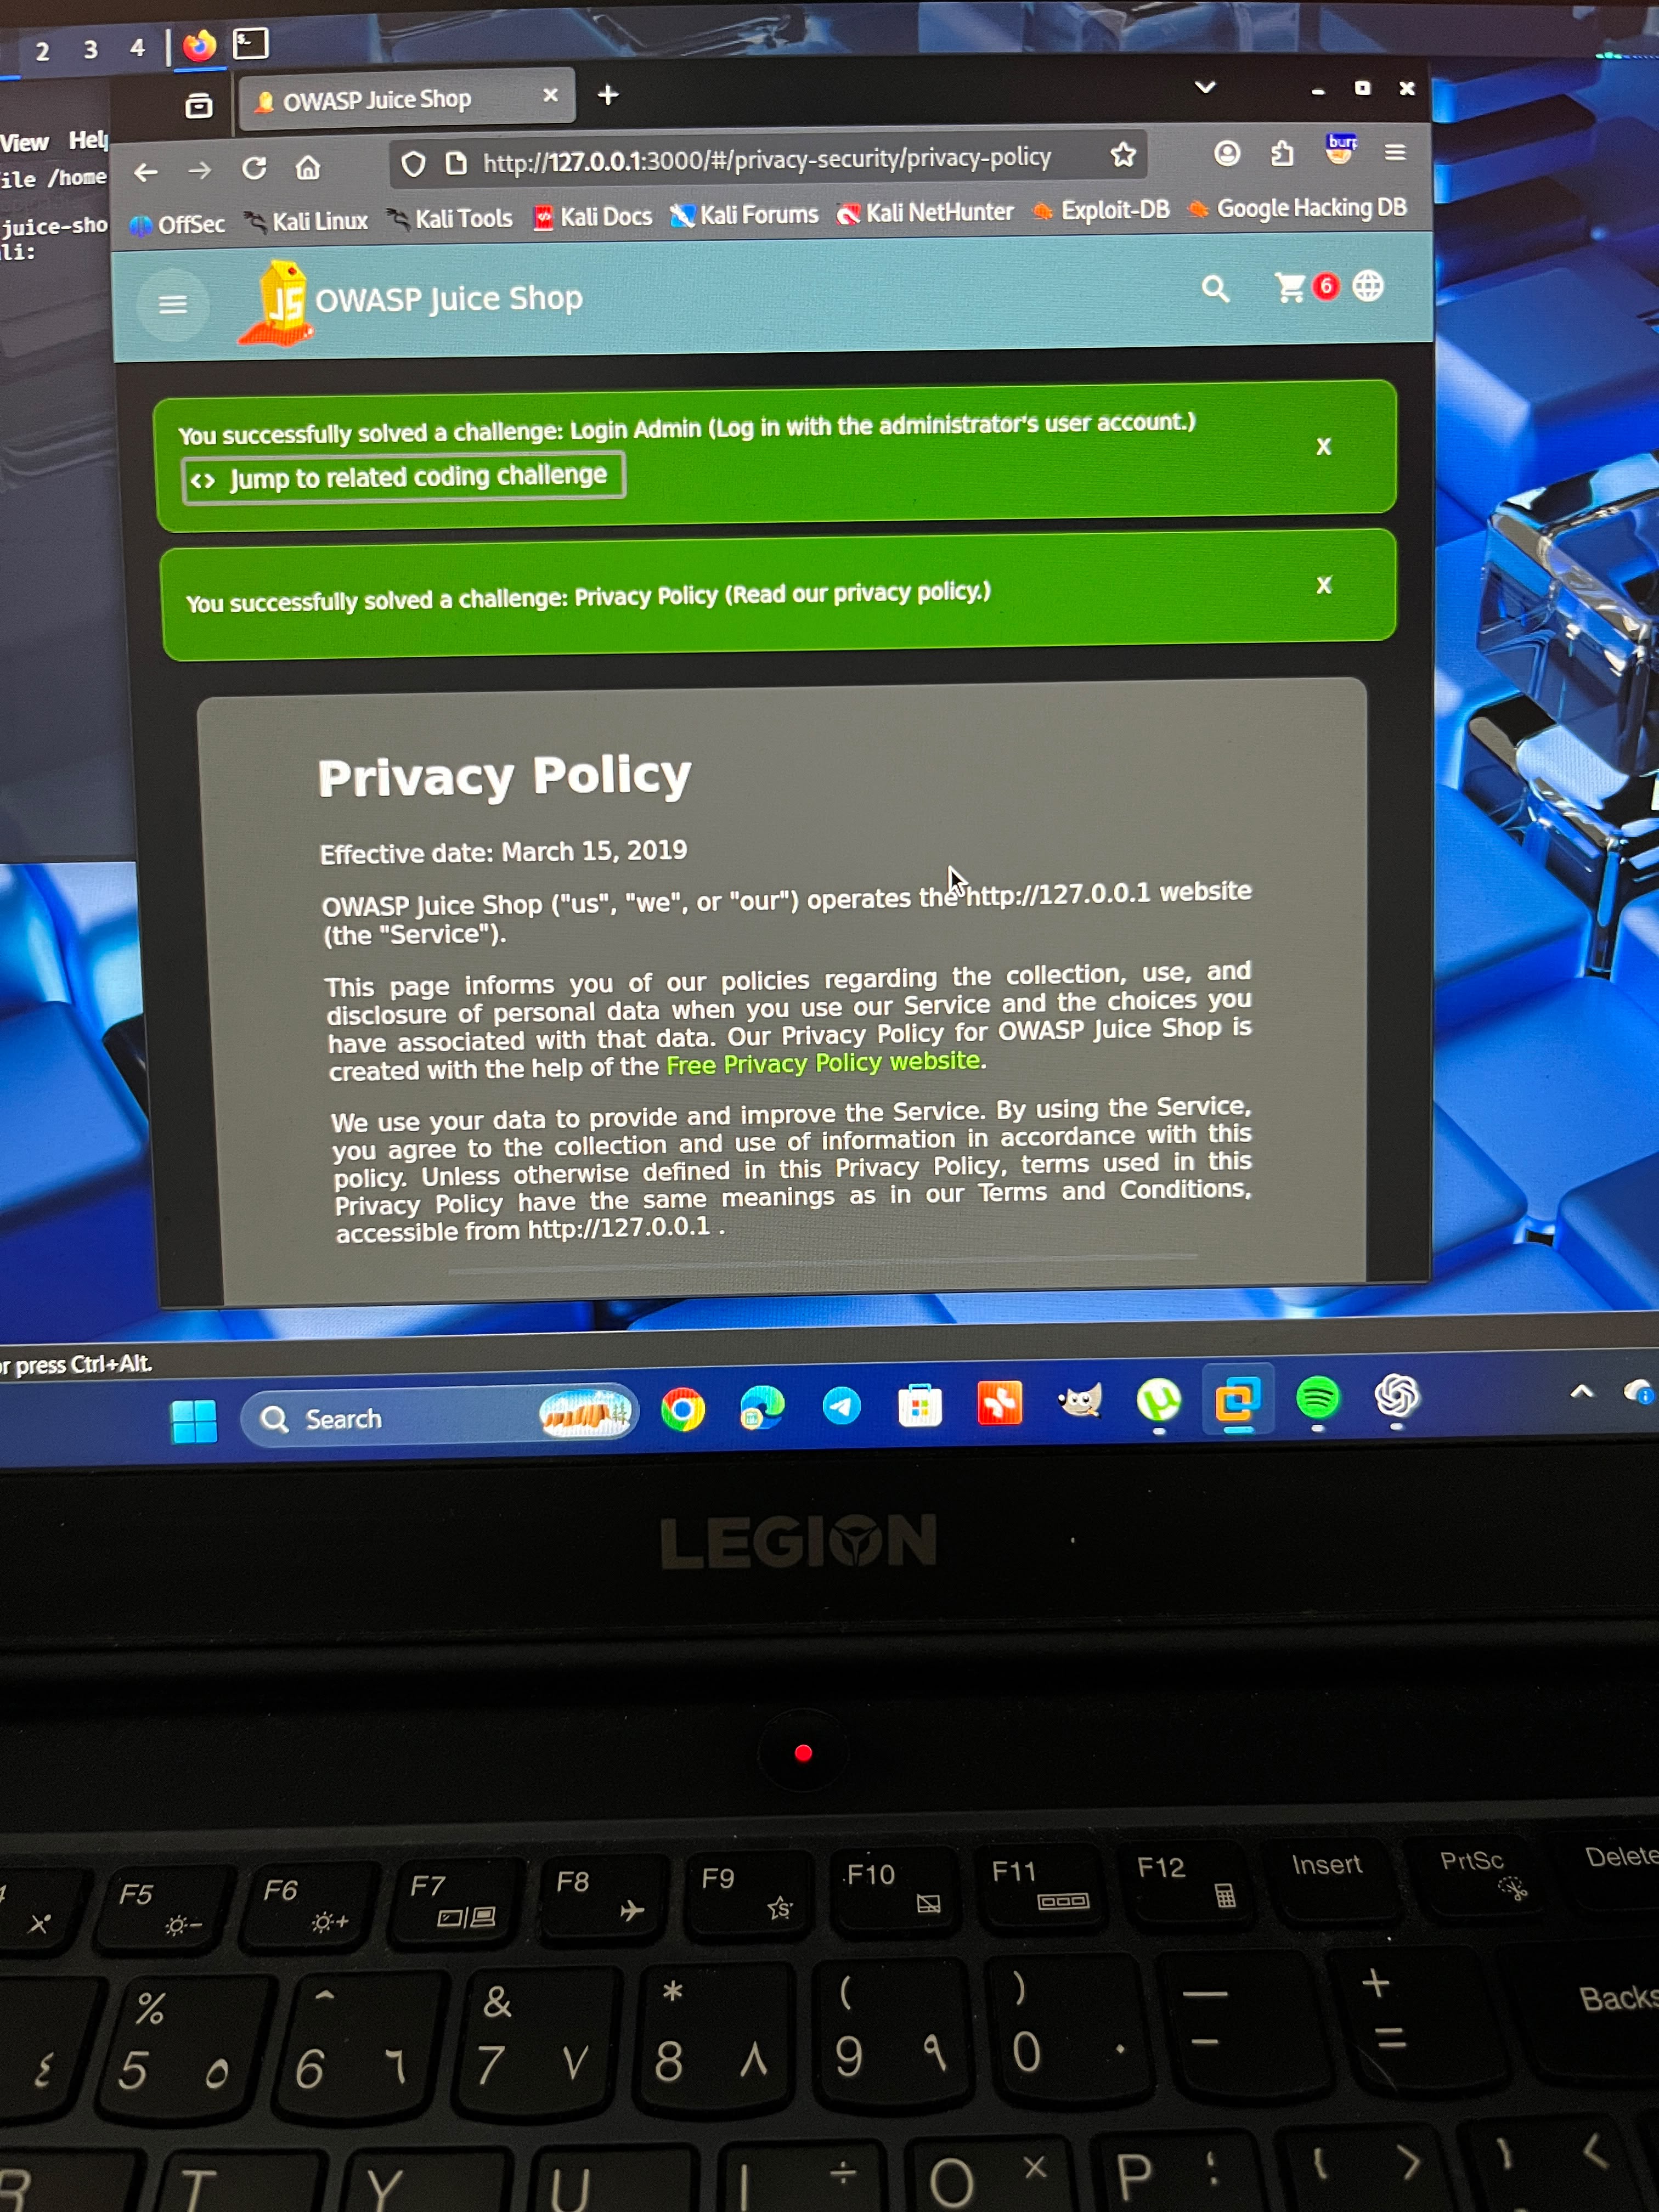 2 3 4
OWASP Juice Shop
View Help
http://127.0.0.1:3000/#/privacy-security/privacy-policy
burp
ile /home
OffSec Kali Linux Kali Tools Kali Docs Kali Forums Kali NetHunter Exploit-DB Google Hacking DB
juice-sho
li:
JS OWASP Juice Shop 6
You successfully solved a challenge: Login Admin (Log in with the administrator's user account.) X
<> Jump to related coding challenge
You successfully solved a challenge: Privacy Policy (Read our privacy policy.) X
Privacy Policy
Effective date: March 15, 2019
OWASP Juice Shop ("us", "we", or "our") operates the http://127.0.0.1 website
(the "Service").
This page informs you of our policies regarding the collection, use, and
disclosure of personal data when you use our Service and the choices you
have associated with that data. Our Privacy Policy for OWASP Juice Shop is
created with the help of the Free Privacy Policy website.
We use your data to provide and improve the Service. By using the Service,
you agree to the collection and use of information in accordance with this
policy. Unless otherwise defined in this Privacy Policy, terms used in this
Privacy Policy have the same meanings as in our Terms and Conditions,
accessible from http://127.0.0.1 .
or press Ctrl+Alt.
Search
LEGION
F5 F6 F7 F8 F9 F10 F11 F12 Insert PrtSc Delete
% ^ & * ( ) — +
٤ 5 ٥ 6 ٦ 7 ٧ 8 ٨ 9 ٩ 0 ٠ - = Backs
R T Y U I ÷ O × P ؛ { > } <